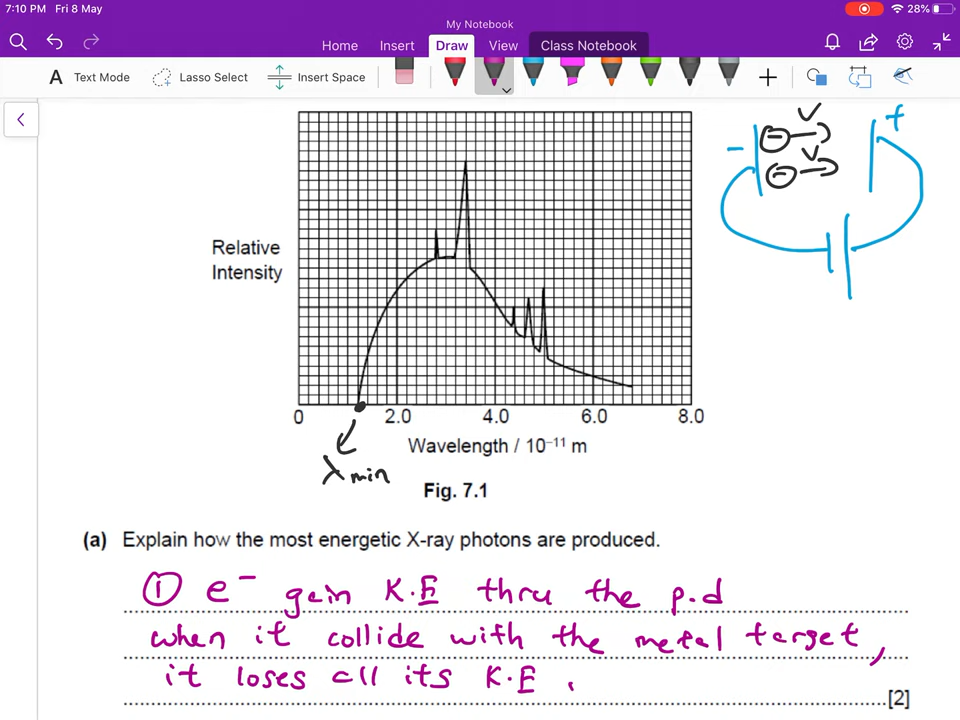 7:10 PM Fri 8 May
28%
My Notebook
Home Insert Draw View Class Notebook
A Text Mode Lasso Select Insert Space
Relative
Intensity
0 2.0 4.0 6.0 8.0
Wavelength / 10⁻¹¹ m
λmin
Fig. 7.1
- +
- v
- v
(a) Explain how the most energetic X-ray photons are produced.
① e⁻ gain K.E thru the p.d
when it collide with the metal target,
it loses all its K.E ,
[2]